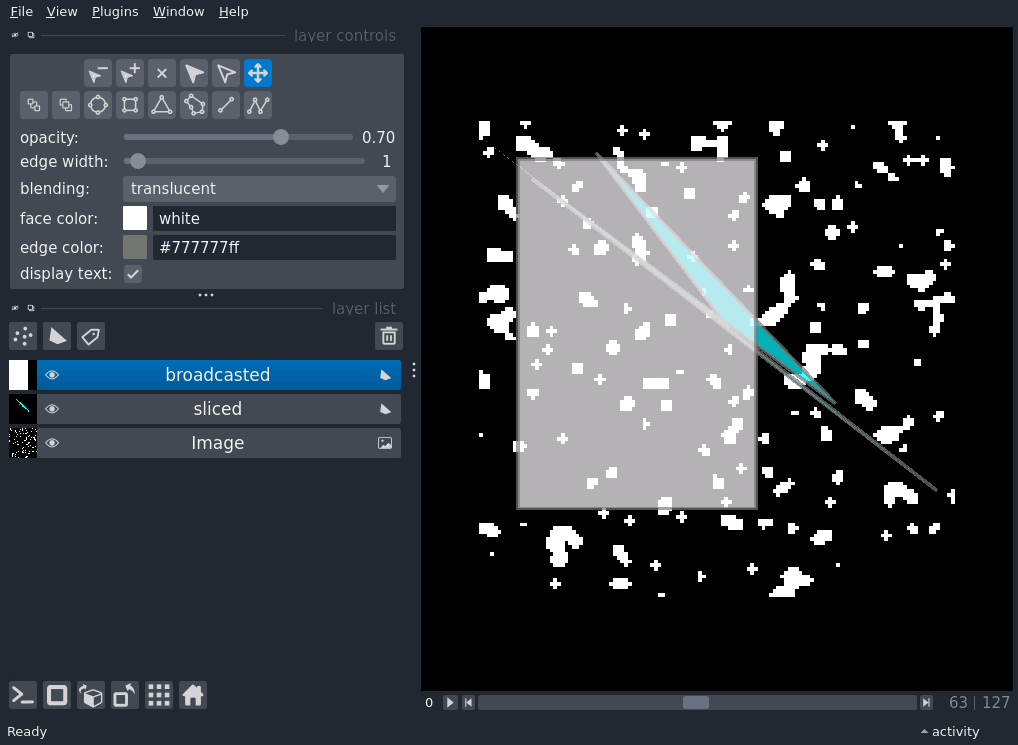 File View Plugins Window Help
layer controls
opacity: 0.70
edge width: 1
blending: translucent
face color: white
edge color: #777777ff
display text:
layer list
broadcasted
sliced
Image
0 63 | 127
Ready activity